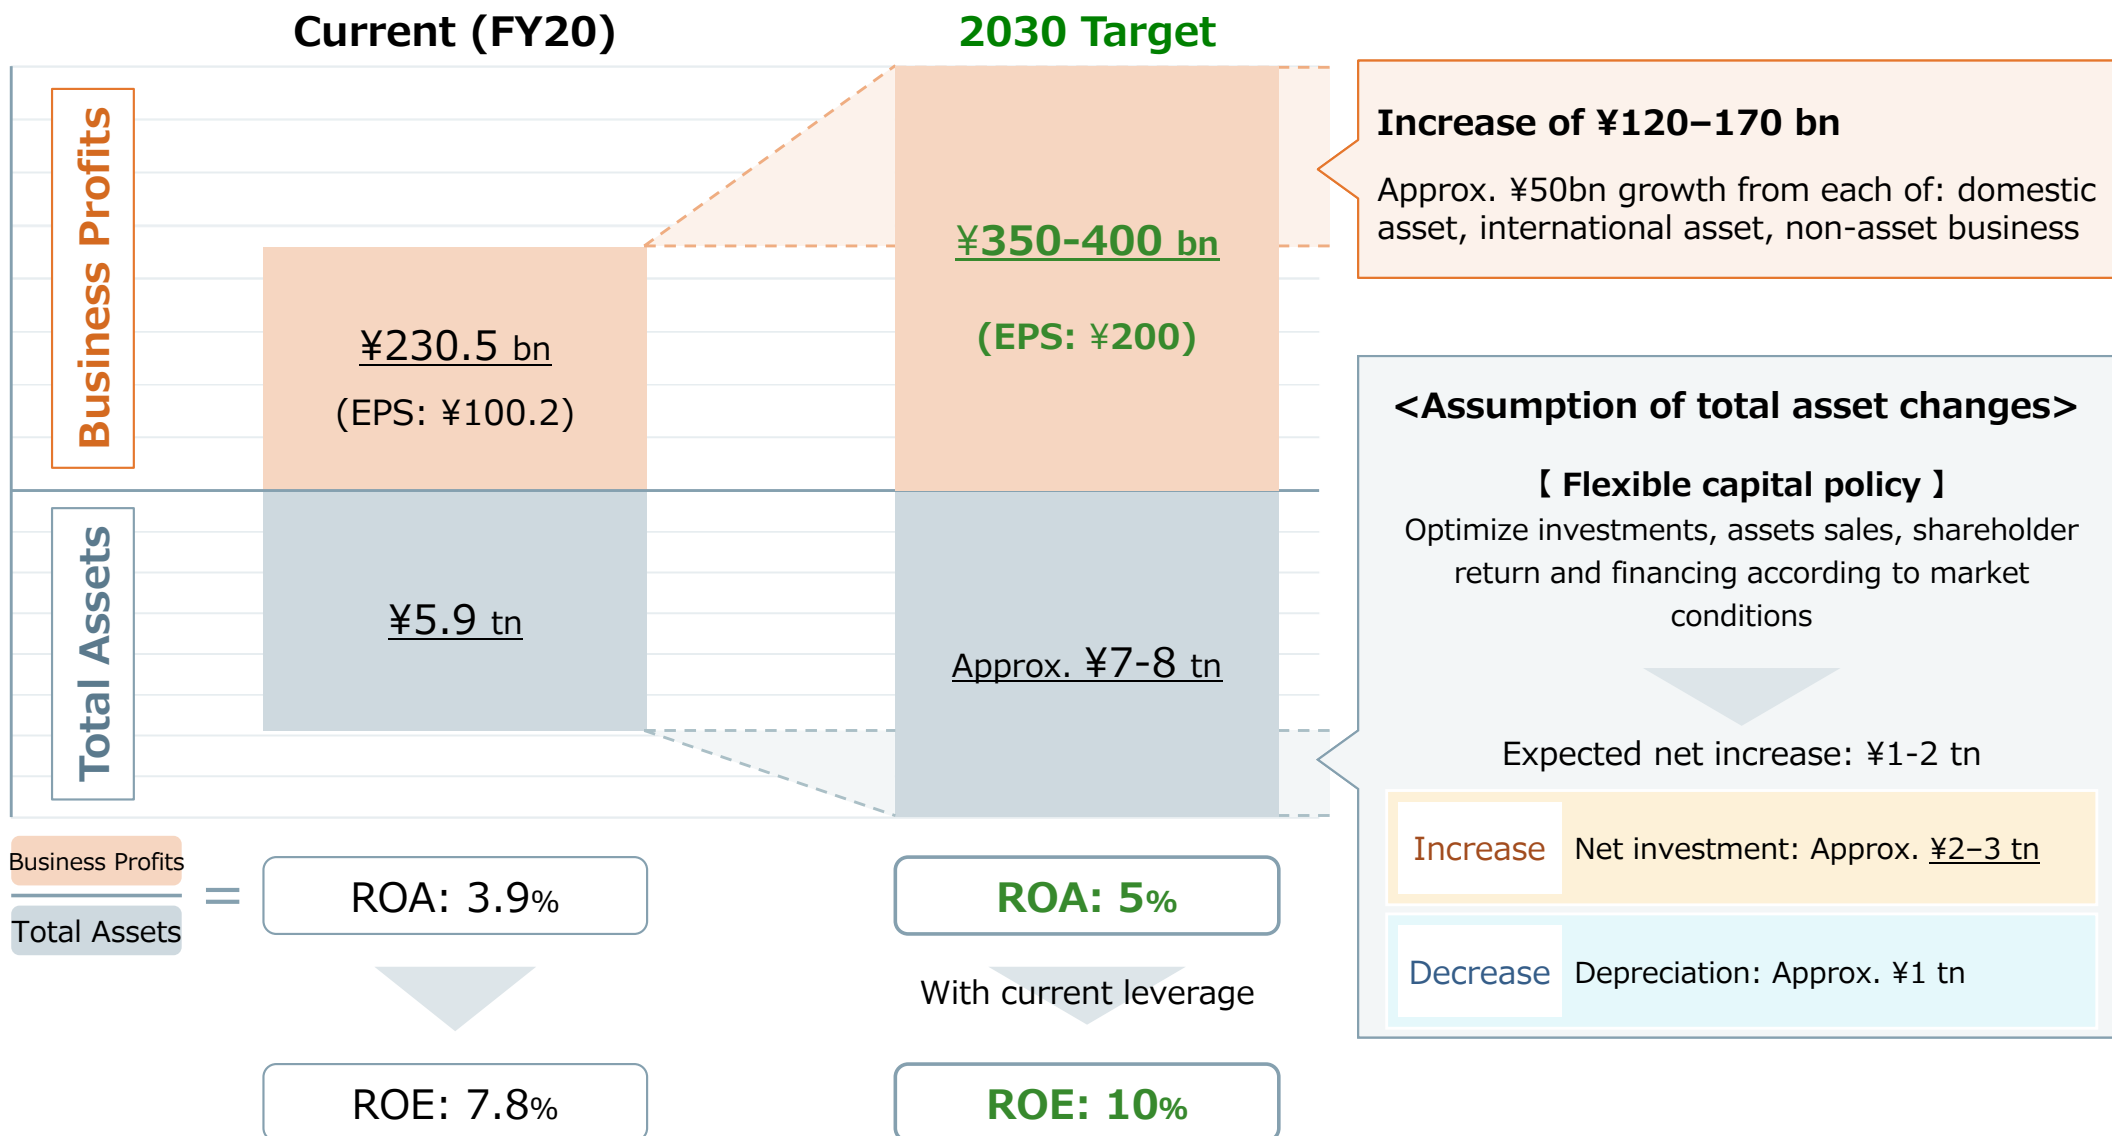 Current (FY20)
2030 Target
Business Profits
¥230.5 bn
(EPS: ¥100.2)
¥350-400 bn
(EPS: ¥200)
Increase of ¥120–170 bn
Approx. ¥50bn growth from each of: domestic
asset, international asset, non-asset business
Total Assets
¥5.9 tn
Approx. ¥7-8 tn
<Assumption of total asset changes>
【 Flexible capital policy 】
Optimize investments, assets sales, shareholder
return and financing according to market
conditions
Expected net increase: ¥1-2 tn
Increase
Net investment: Approx. ¥2–3 tn
Decrease
Depreciation: Approx. ¥1 tn
Business Profits
Total Assets
=
ROA: 3.9%
ROA: 5%
With current leverage
ROE: 7.8%
ROE: 10%